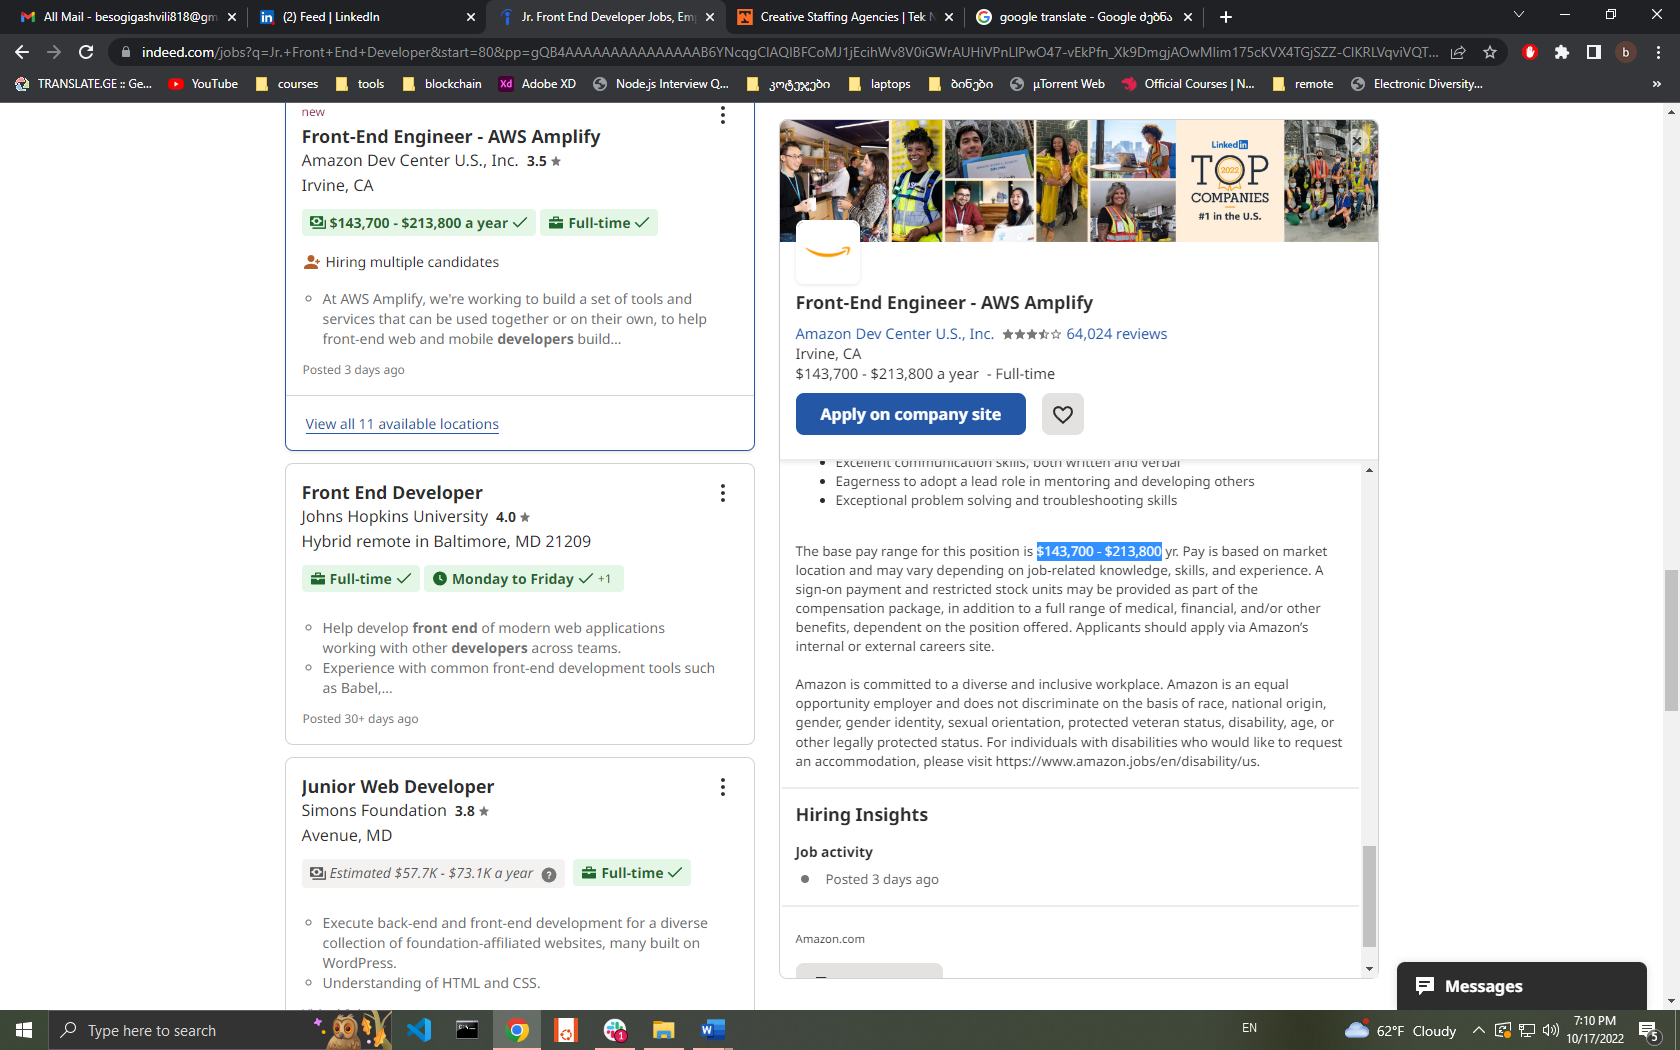 All Mail - besogigashvili818@gm
(2) Feed | LinkedIn
Jr. Front End Developer Jobs, Em
Creative Staffing Agencies | Tek N
google translate - Google ძებნა
indeed.com/jobs?q=Jr.+Front+End+Developer&start=80&pp=gQB4AAAAAAAAAAAAAAAB6YNcqgCIAQIBFCoMJ1jEcihWv8V0iGWrAUHiVPnLlPwO47-vEkPfn_Xk9DmgjAOwMlim175cKVX4TGjSZZ-ClKRLVqviVQT...
b
TRANSLATE.GE :: Ge...
YouTube
courses
tools
blockchain
Xd Adobe XD
Node.js Interview Q...
კოტეჯები
laptops
ბინები
µTorrent Web
Official Courses | N...
remote
Electronic Diversity...
»
new
Front-End Engineer - AWS Amplify
Amazon Dev Center U.S., Inc. 3.5
Irvine, CA
$143,700 - $213,800 a year
Full-time
Hiring multiple candidates
At AWS Amplify, we're working to build a set of tools and
services that can be used together or on their own, to help
front-end web and mobile developers build...
Posted 3 days ago
View all 11 available locations
Front End Developer
Johns Hopkins University 4.0
Hybrid remote in Baltimore, MD 21209
Full-time
Monday to Friday +1
Help develop front end of modern web applications
working with other developers across teams.
Experience with common front-end development tools such
as Babel,...
Posted 30+ days ago
Junior Web Developer
Simons Foundation 3.8
Avenue, MD
Estimated $57.7K - $73.1K a year ?
Full-time
Execute back-end and front-end development for a diverse
collection of foundation-affiliated websites, many built on
WordPress.
Understanding of HTML and CSS.
LinkedIn
TOP
2022
COMPANIES
#1 in the U.S.
Front-End Engineer - AWS Amplify
Amazon Dev Center U.S., Inc. 64,024 reviews
Irvine, CA
$143,700 - $213,800 a year - Full-time
Apply on company site
Excellent communication skills, both written and verbal
Eagerness to adopt a lead role in mentoring and developing others
Exceptional problem solving and troubleshooting skills
The base pay range for this position is $143,700 - $213,800 yr. Pay is based on market
location and may vary depending on job-related knowledge, skills, and experience. A
sign-on payment and restricted stock units may be provided as part of the
compensation package, in addition to a full range of medical, financial, and/or other
benefits, dependent on the position offered. Applicants should apply via Amazon’s
internal or external careers site.
Amazon is committed to a diverse and inclusive workplace. Amazon is an equal
opportunity employer and does not discriminate on the basis of race, national origin,
gender, gender identity, sexual orientation, protected veteran status, disability, age, or
other legally protected status. For individuals with disabilities who would like to request
an accommodation, please visit https://www.amazon.jobs/en/disability/us.
Hiring Insights
Job activity
Posted 3 days ago
Amazon.com
Messages
Type here to search
1
EN
62°F Cloudy
7:10 PM
10/17/2022
5